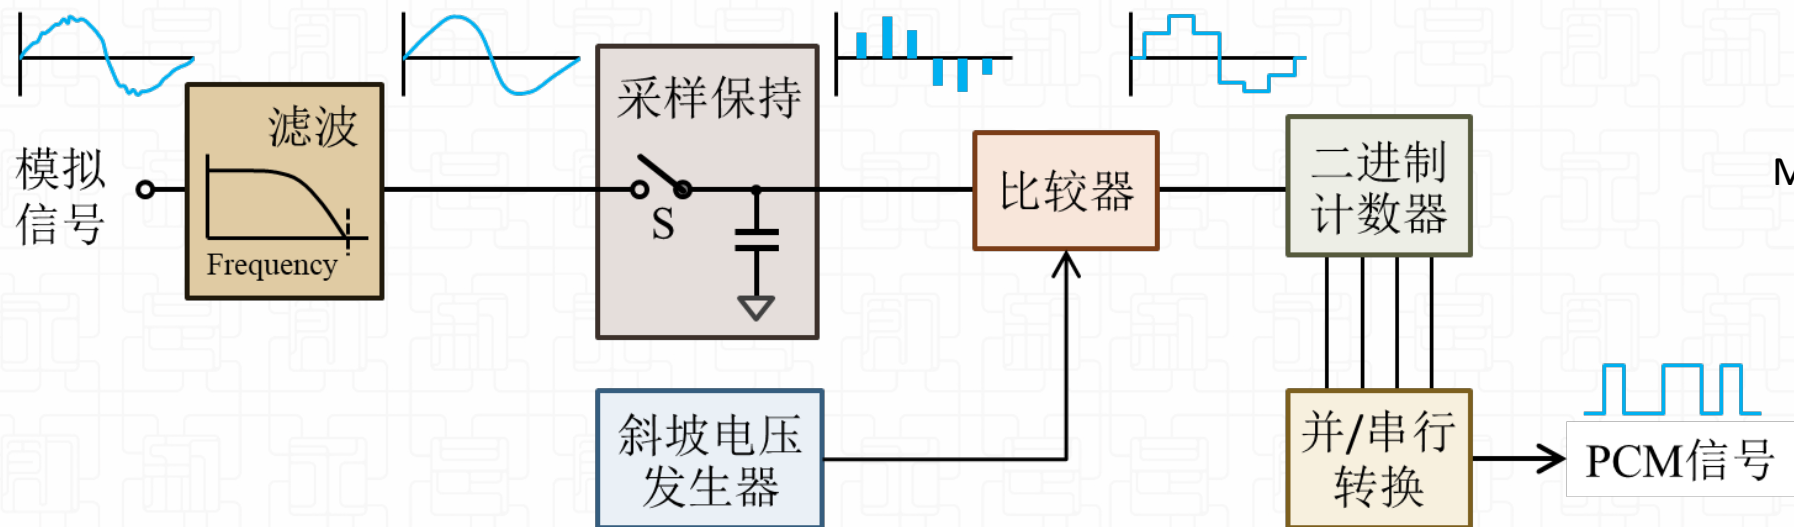 模拟
信号
滤波
Frequency
采样保持
S
比较器
二进制
计数器
M
斜坡电压
发生器
并/串行
转换
PCM信号